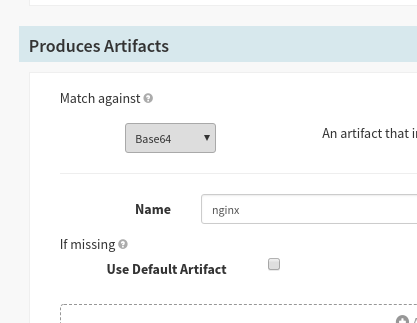 Produces Artifacts
Match against
Base64
An artifact that i
Name
nginx
If missing
Use Default Artifact